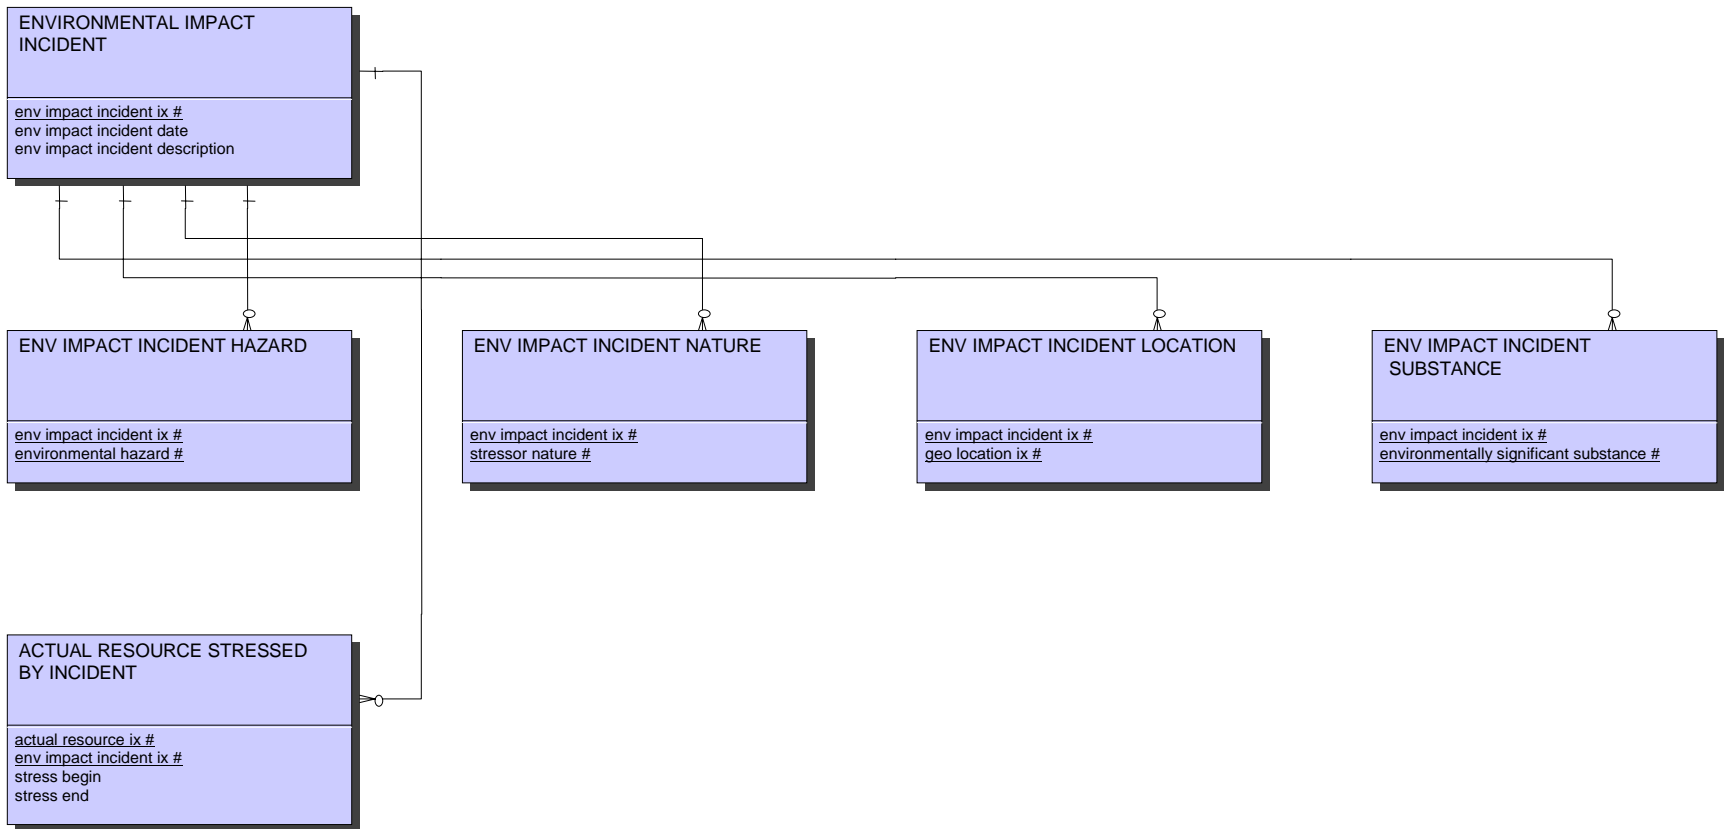 ENVIRONMENTAL IMPACT
INCIDENT
env impact incident ix #
env impact incident date
env impact incident description
ENV IMPACT INCIDENT HAZARD
env impact incident ix #
environmental hazard #
ENV IMPACT INCIDENT NATURE
env impact incident ix #
stressor nature #
ENV IMPACT INCIDENT LOCATION
env impact incident ix #
geo location ix #
ENV IMPACT INCIDENT
SUBSTANCE
env impact incident ix #
environmentally significant substance #
ACTUAL RESOURCE STRESSED
BY INCIDENT
actual resource ix #
env impact incident ix #
stress begin
stress end